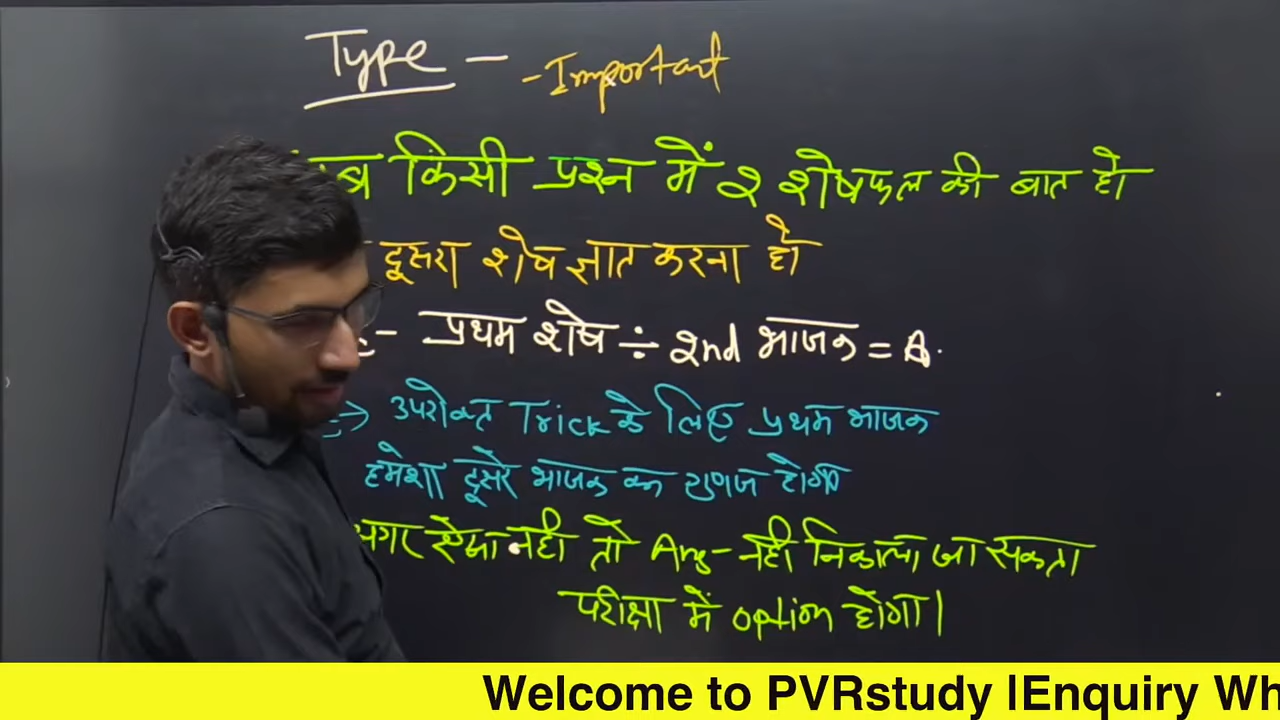 Type - - Important
किसी प्रश्न में 2 शेषफल की बात हो
दूसरा शेष ज्ञात करना हो
:- प्रथम शेष ÷ 2nd भाजक = A.
=> उपरोक्त Trick के लिए प्रथम भाजक
हमेशा दूसरे भाजक का गुणज होगा
अगर ऐसा नही तो Ans - नही निकाला जा सकता
परीक्षा में option होगा।
Welcome to PVRstudy |Enquiry Wh